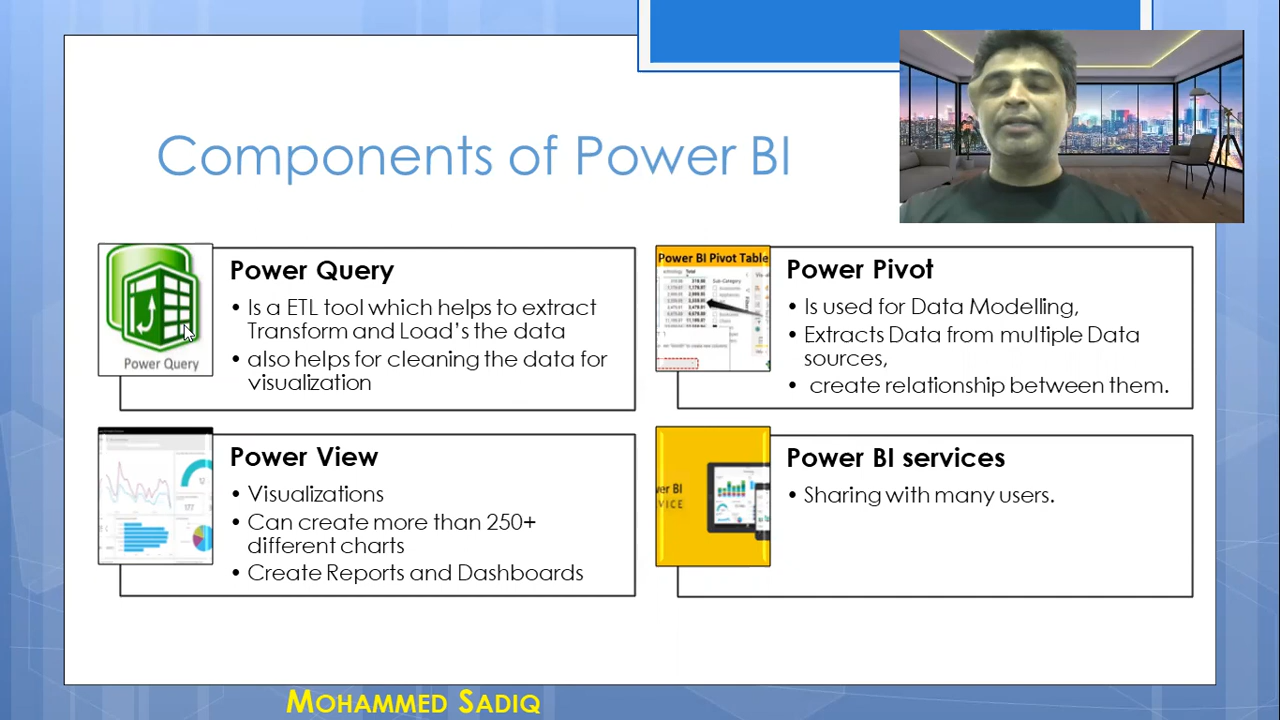 Components of Power BI
Power Query
Power Query
• Is a ETL tool which helps to extract
Transform and Load's the data
• also helps for cleaning the data for
visualization
Power BI Pivot Table
Power Pivot
• Is used for Data Modelling,
• Extracts Data from multiple Data
sources,
• create relationship between them.
Power View
• Visualizations
• Can create more than 250+
different charts
• Create Reports and Dashboards
Power BI services
• Sharing with many users.
MOHAMMED SADIQ